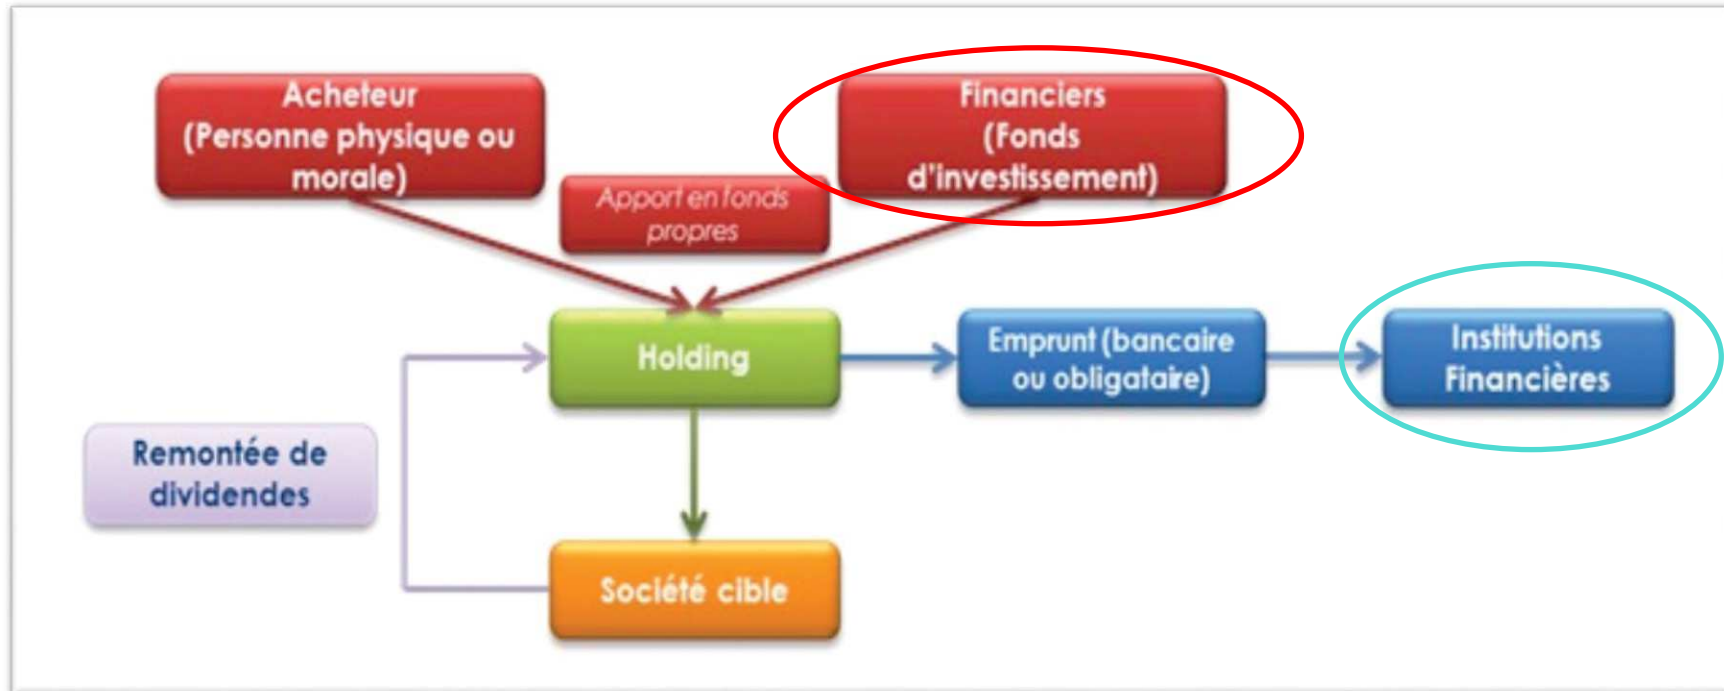 Acheteur
(Personne physique ou
morale)
Financiers
(Fonds
d'investissement)
Apport en fonds
propres
Holding
Emprunt (bancaire
ou obligataire)
Institutions
Financières
Remontée de
dividendes
Société cible